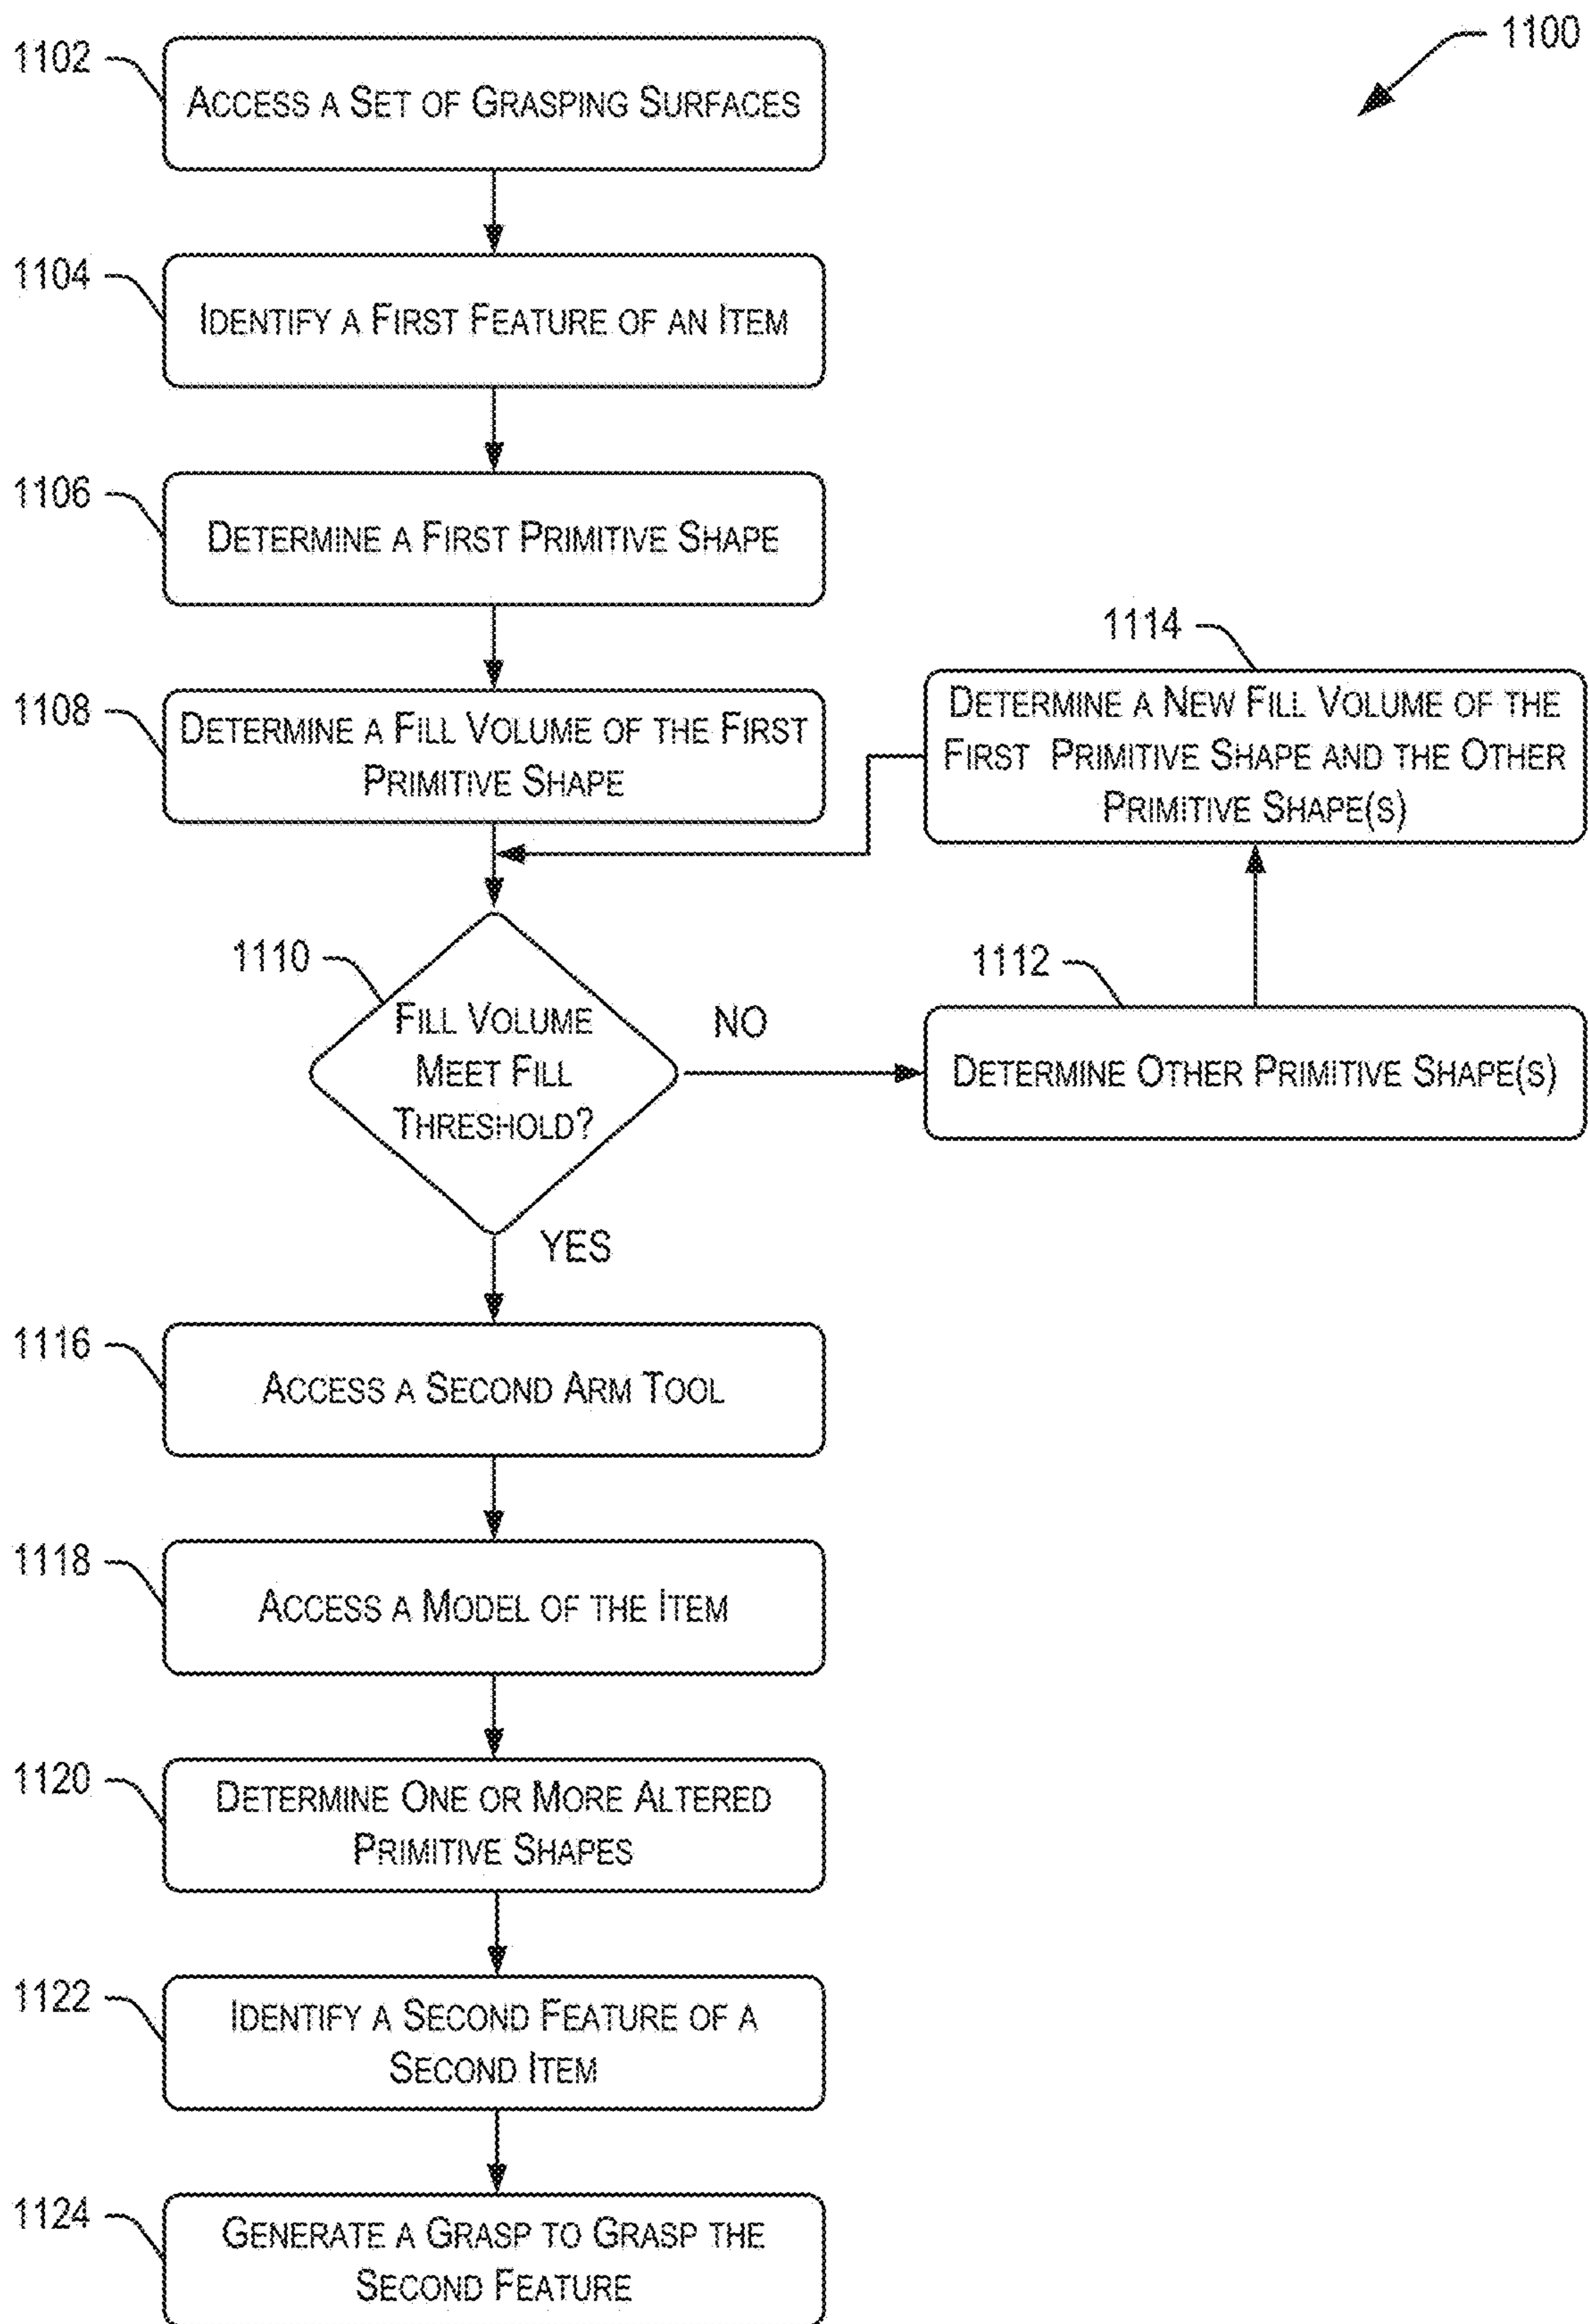 1100
1102
ACCESS A SET OF GRASPING SURFACES
1104
IDENTIFY A FIRST FEATURE OF AN ITEM
1106
DETERMINE A FIRST PRIMITIVE SHAPE
1108
DETERMINE A FILL VOLUME OF THE FIRST
PRIMITIVE SHAPE
1114
DETERMINE A NEW FILL VOLUME OF THE
FIRST PRIMITIVE SHAPE AND THE OTHER
PRIMITIVE SHAPE(S)
1110
FILL VOLUME
MEET FILL
THRESHOLD?
NO
YES
1112
DETERMINE OTHER PRIMITIVE SHAPE(S)
1116
ACCESS A SECOND ARM TOOL
1118
ACCESS A MODEL OF THE ITEM
1120
DETERMINE ONE OR MORE ALTERED
PRIMITIVE SHAPES
1122
IDENTIFY A SECOND FEATURE OF A
SECOND ITEM
1124
GENERATE A GRASP TO GRASP THE
SECOND FEATURE